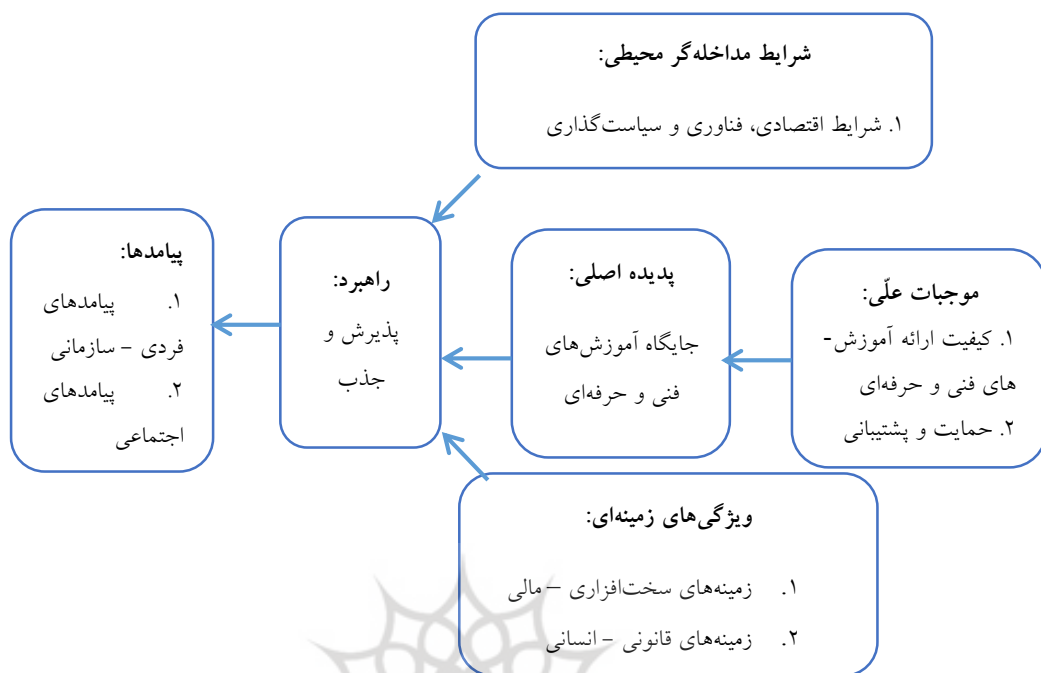 شرایط مداخله‌گر محیطی:
۱. شرایط اقتصادی، فناوری و سیاست‌گذاری
موجبات علّی:
۱. کیفیت ارائه آموزش-
های فنی و حرفه‌ای
۲. حمایت و پشتیبانی
پدیده اصلی:
جایگاه آموزش‌های
فنی و حرفه‌ای
راهبرد:
پذیرش و
جذب
پیامدها:
۱. پیامدهای
فردی – سازمانی
۲. پیامدهای
اجتماعی
ویژگی‌های زمینه‌ای:
۱. زمینه‌های سخت‌افزاری – مالی
۲. زمینه‌های قانونی – انسانی